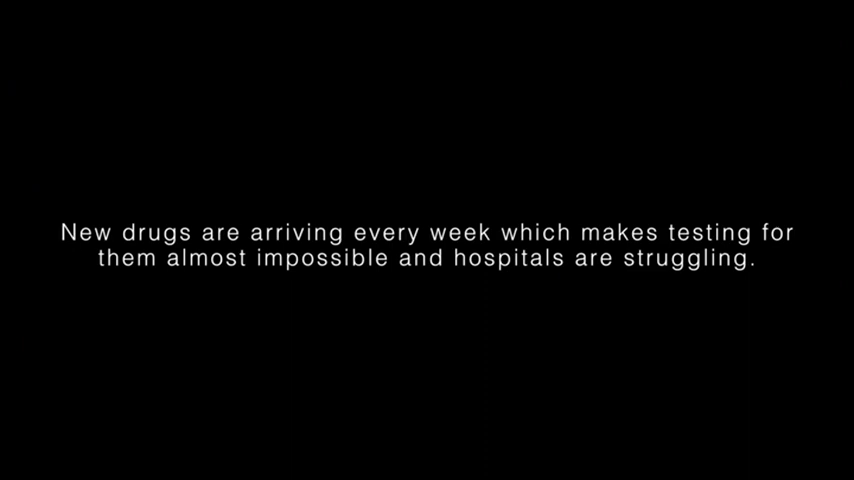 New drugs are arriving every week which makes testing for
them almost impossible and hospitals are struggling.